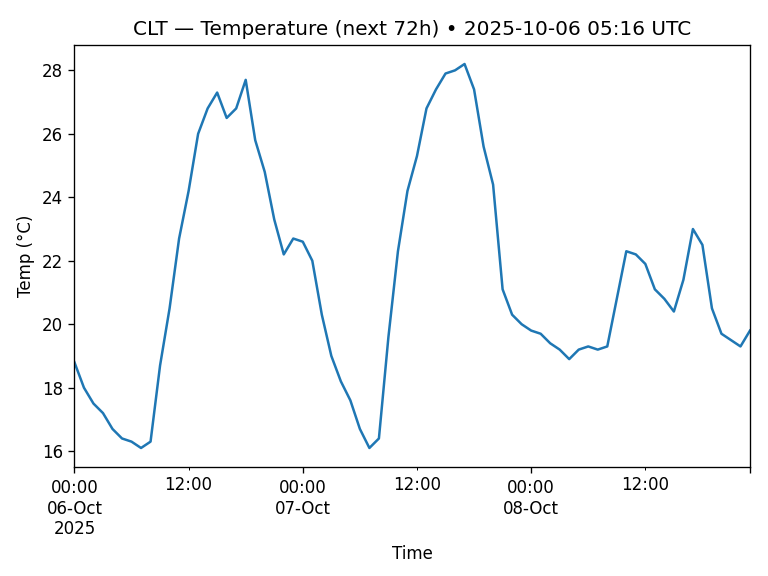 CLT — Temperature (next 72h) • 2025-10-06 05:16 UTC
28
26
24
22
20
18
16
Temp (°C)
00:00 12:00 00:00 12:00 00:00 12:00
06-Oct 07-Oct 08-Oct
2025
Time